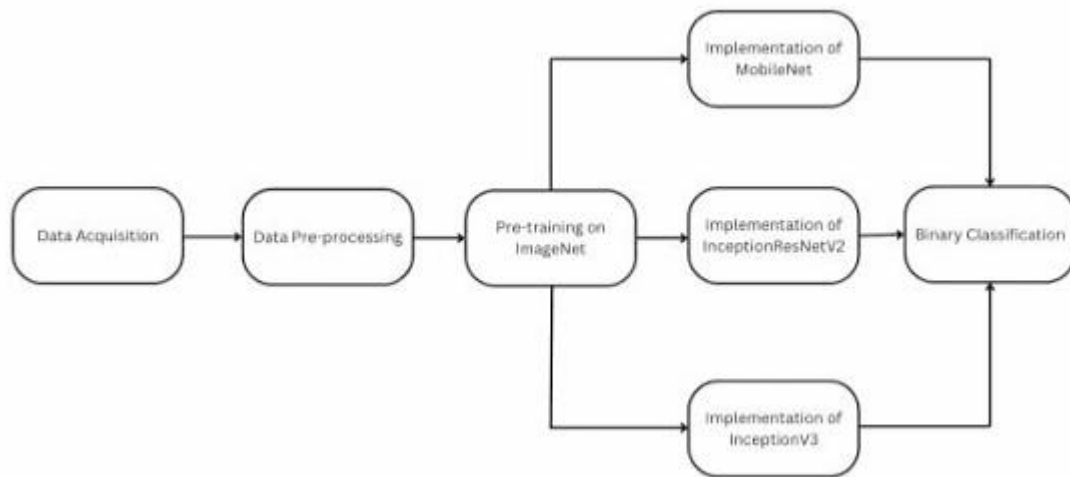 Implementation of
MobileNet
Data Acquisition
Data Pre-processing
Pre-training on
ImageNet
Implementation of
InceptionResNetV2
Binary Classification
Implementation of
InceptionV3